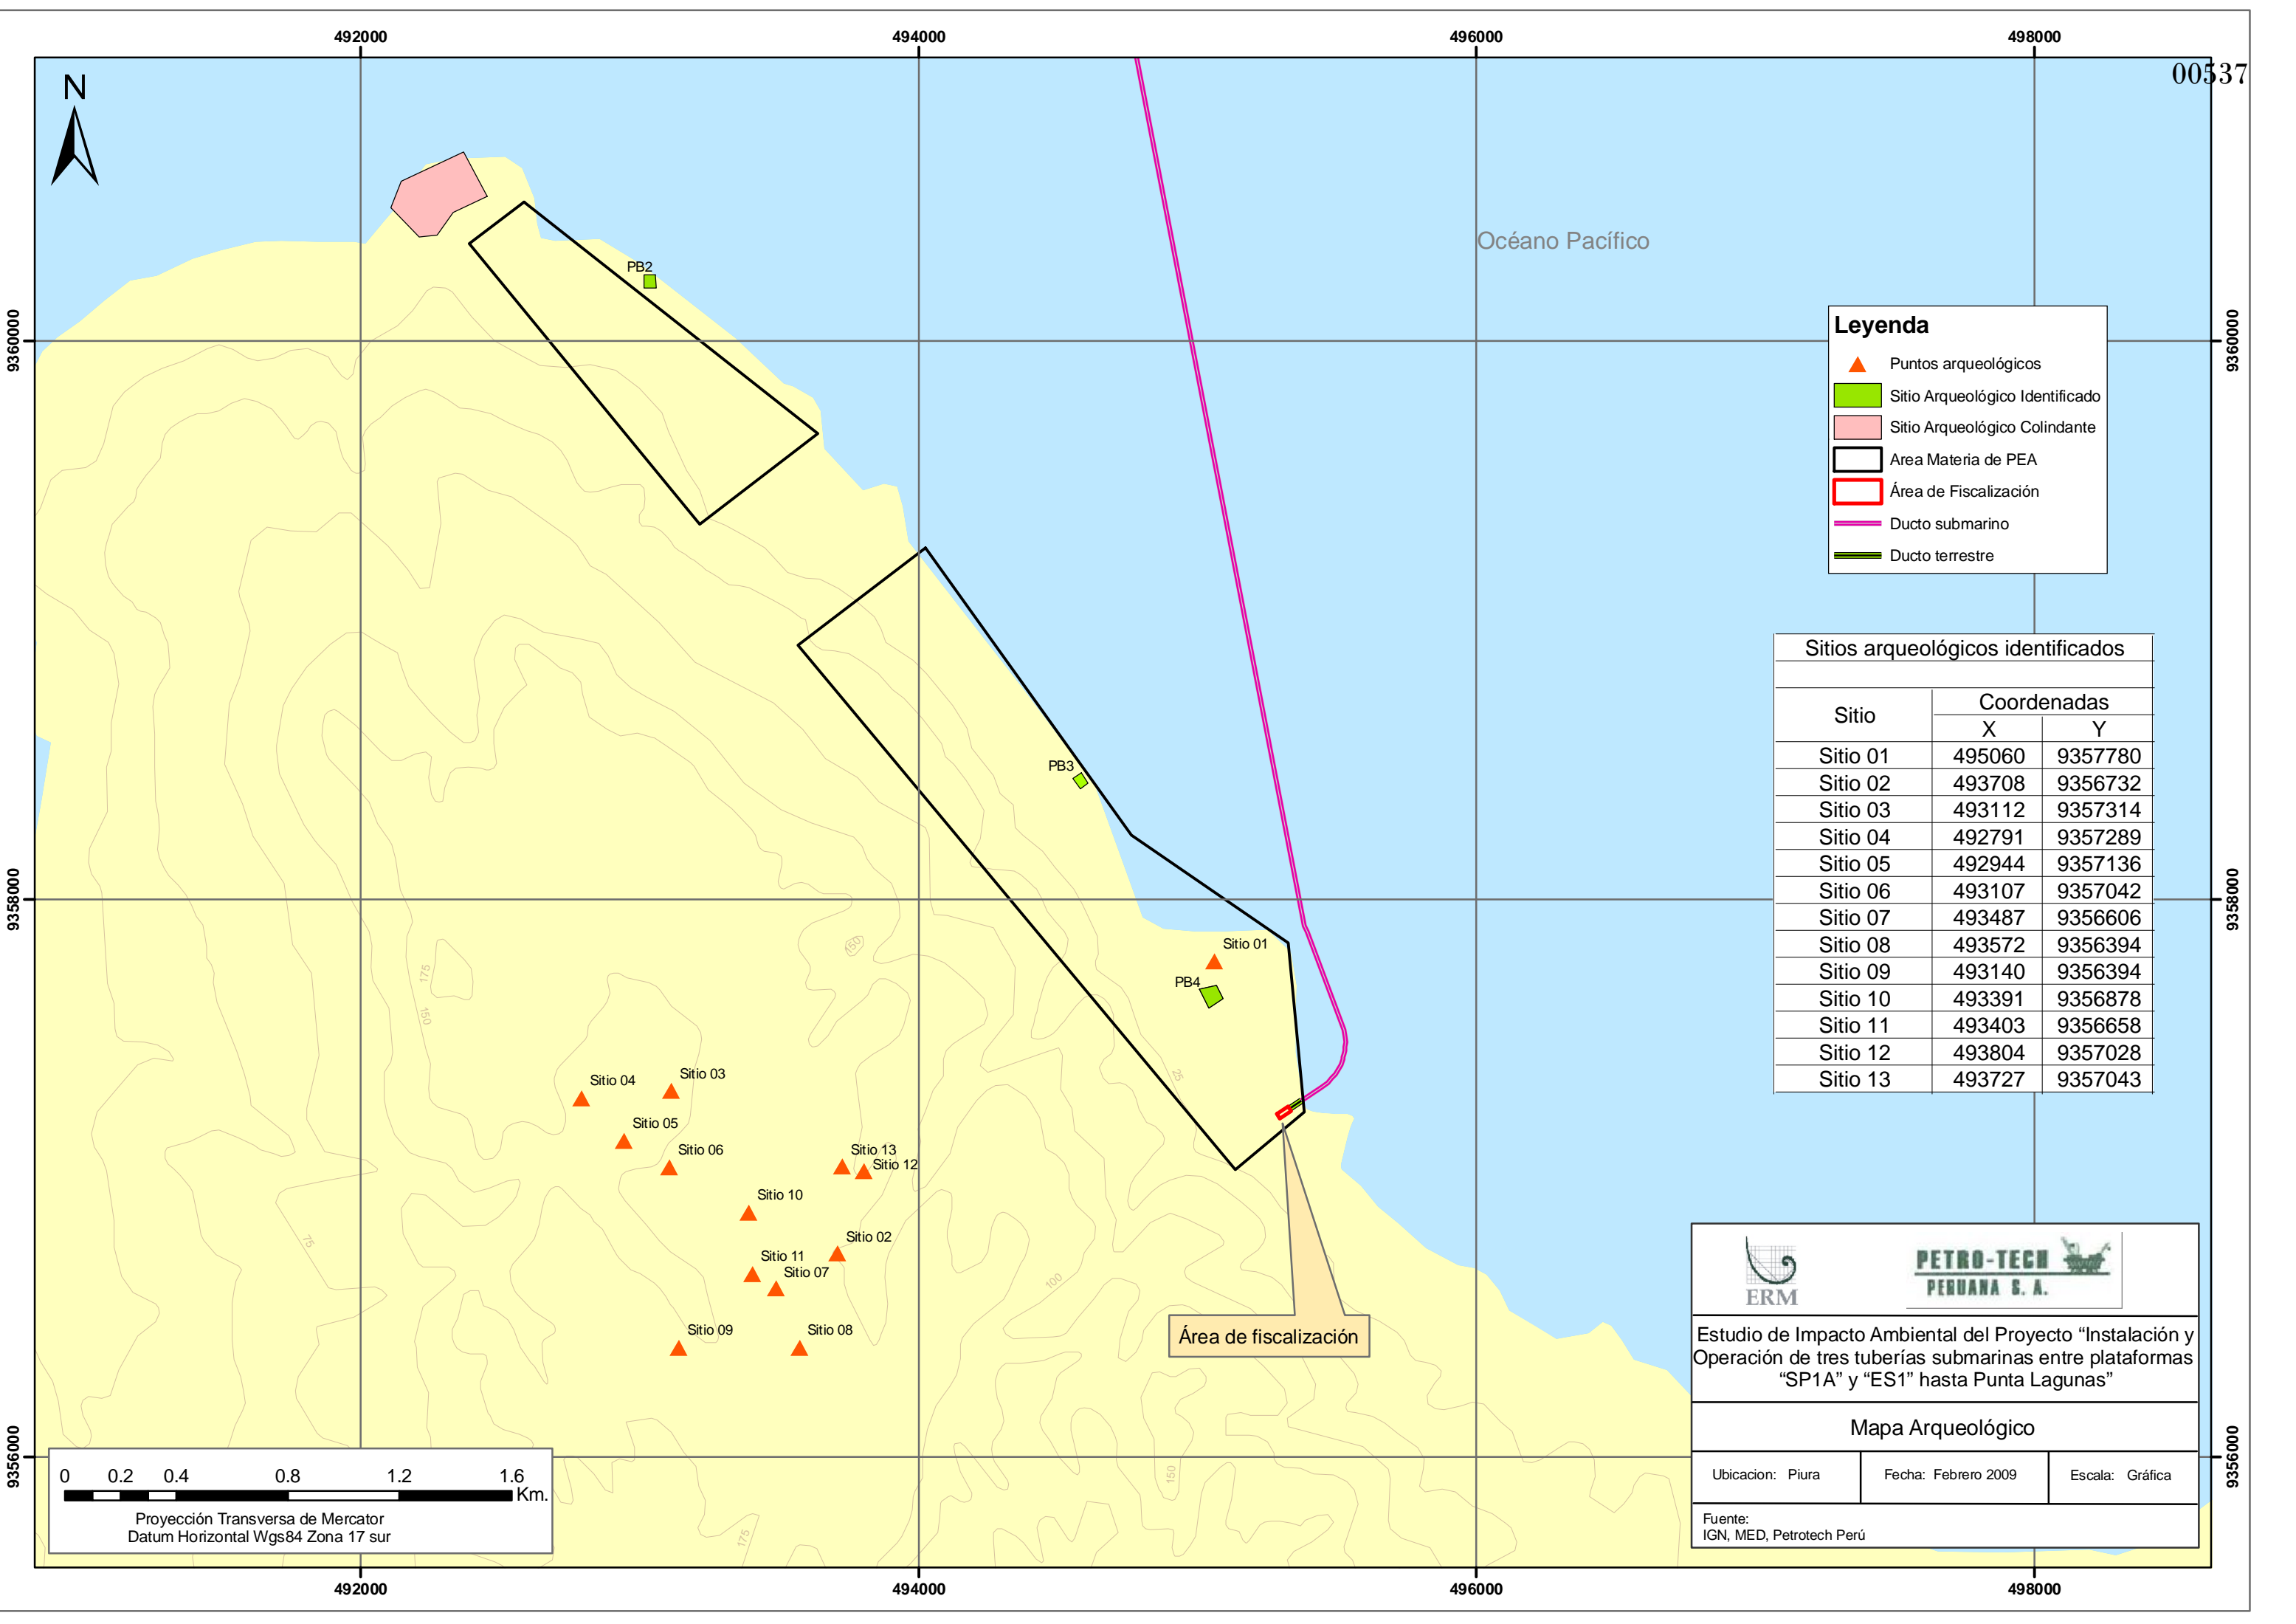 492000
494000
496000
498000
00537
N
Océano Pacífico
PB2
9360000
9360000
Leyenda
Puntos arqueológicos
Sitio Arqueológico Identificado
Sitio Arqueológico Colindante
Area Materia de PEA
Área de Fiscalización
Ducto submarino
Ducto terrestre
Sitios arqueológicos identificados
Sitio
Coordenadas
X Y
Sitio 01 495060 9357780
Sitio 02 493708 9356732
Sitio 03 493112 9357314
Sitio 04 492791 9357289
Sitio 05 492944 9357136
Sitio 06 493107 9357042
Sitio 07 493487 9356606
Sitio 08 493572 9356394
Sitio 09 493140 9356394
Sitio 10 493391 9356878
Sitio 11 493403 9356658
Sitio 12 493804 9357028
Sitio 13 493727 9357043
PB3
9358000
9358000
150
Sitio 01
175
PB4
150
25
Sitio 03
Sitio 04
Sitio 05
Sitio 06
Sitio 13
Sitio 12
Sitio 10
75
Sitio 02
Sitio 11
Sitio 07
100
Sitio 09
Sitio 08
Área de fiscalización
150
175
9356000
9356000
0 0.2 0.4 0.8 1.2 1.6
Km.
Proyección Transversa de Mercator
Datum Horizontal Wgs84 Zona 17 sur
ERM
PETRO-TECH
PERUANA S. A.
Estudio de Impacto Ambiental del Proyecto “Instalación y
Operación de tres tuberías submarinas entre plataformas
“SP1A” y “ES1” hasta Punta Lagunas”
Mapa Arqueológico
Ubicacion: Piura
Fecha: Febrero 2009
Escala: Gráfica
Fuente:
IGN, MED, Petrotech Perú
492000
494000
496000
498000